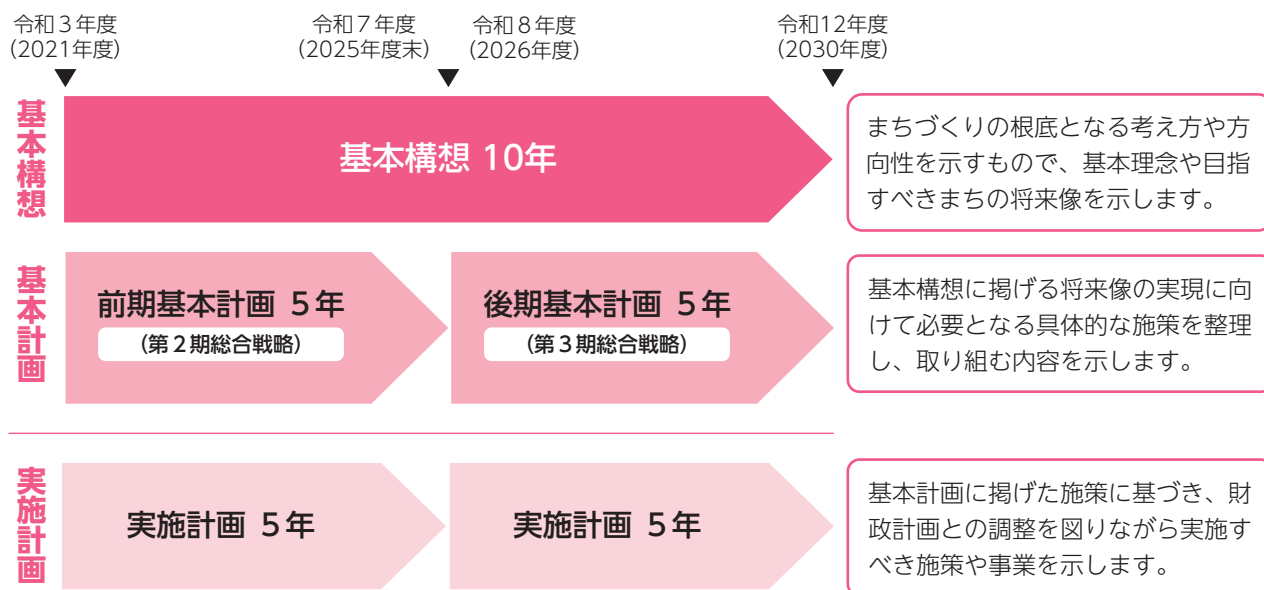 令和３年度
(2021年度)
令和７年度
(2025年度末)
令和８年度
(2026年度)
令和12年度
(2030年度)
基本構想
基本構想 10年
まちづくりの根底となる考え方や方
向性を示すもので、基本理念や目指
すべきまちの将来像を示します。
基本計画
前期基本計画 ５年
(第２期総合戦略)
後期基本計画 ５年
(第３期総合戦略)
基本構想に掲げる将来像の実現に向
けて必要となる具体的な施策を整理
し、取り組む内容を示します。
実施計画
実施計画 ５年
実施計画 ５年
基本計画に掲げた施策に基づき、財
政計画との調整を図りながら実施す
べき施策や事業を示します。